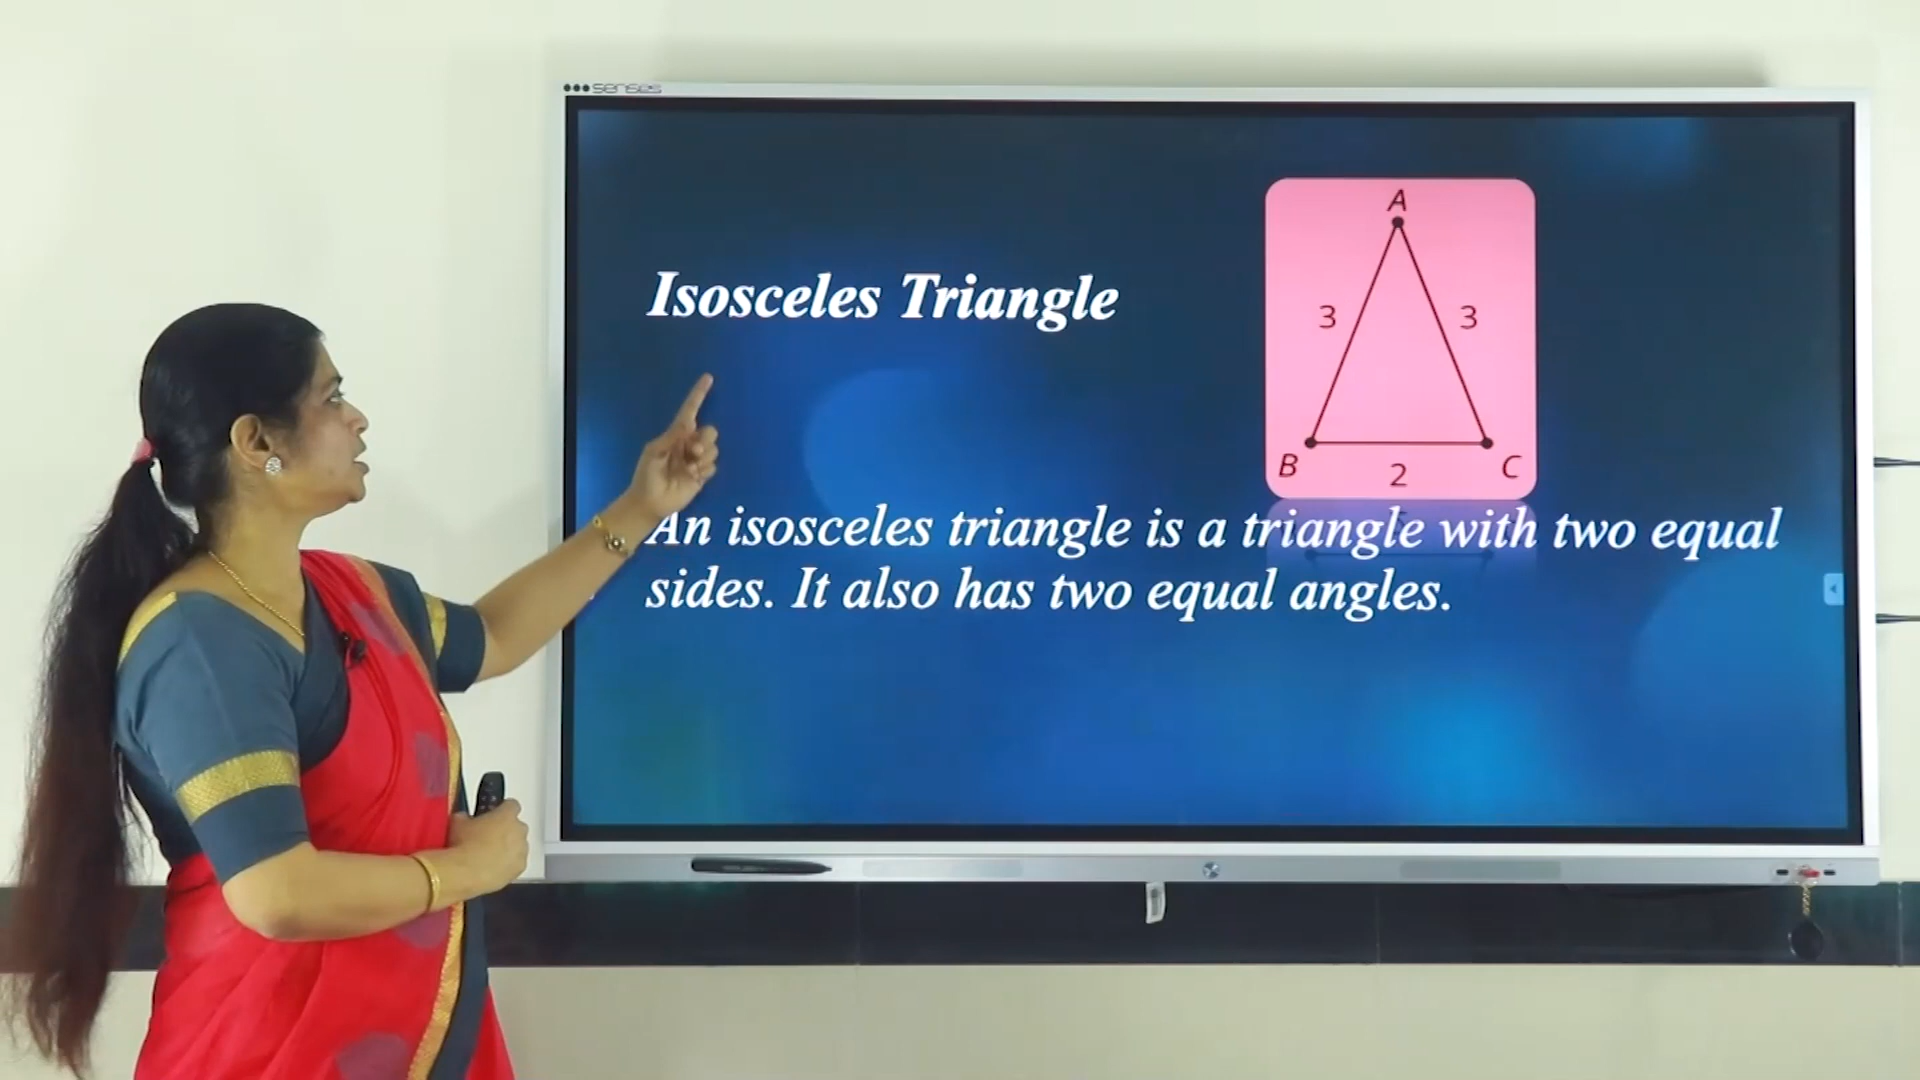 senses
A
Isosceles Triangle
3 3
B 2 C
An isosceles triangle is a triangle with two equal
sides. It also has two equal angles.